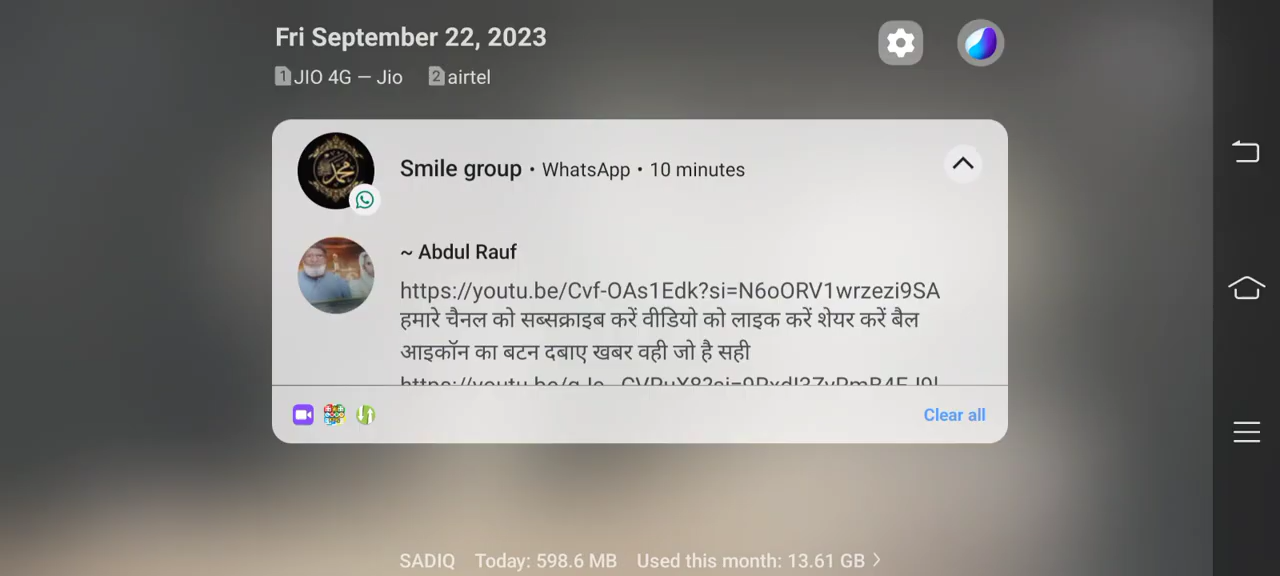 Fri September 22, 2023
1 JIO 4G — Jio 2 airtel
Smile group • WhatsApp • 10 minutes
~ Abdul Rauf
https://youtu.be/Cvf-OAs1Edk?si=N6oORV1wrzezi9SA
हमारे चैनल को सब्सक्राइब करें वीडियो को लाइक करें शेयर करें बैल
आइकॉन का बटन दबाए खबर वही जो है सही
Clear all
SADIQ Today: 598.6 MB Used this month: 13.61 GB